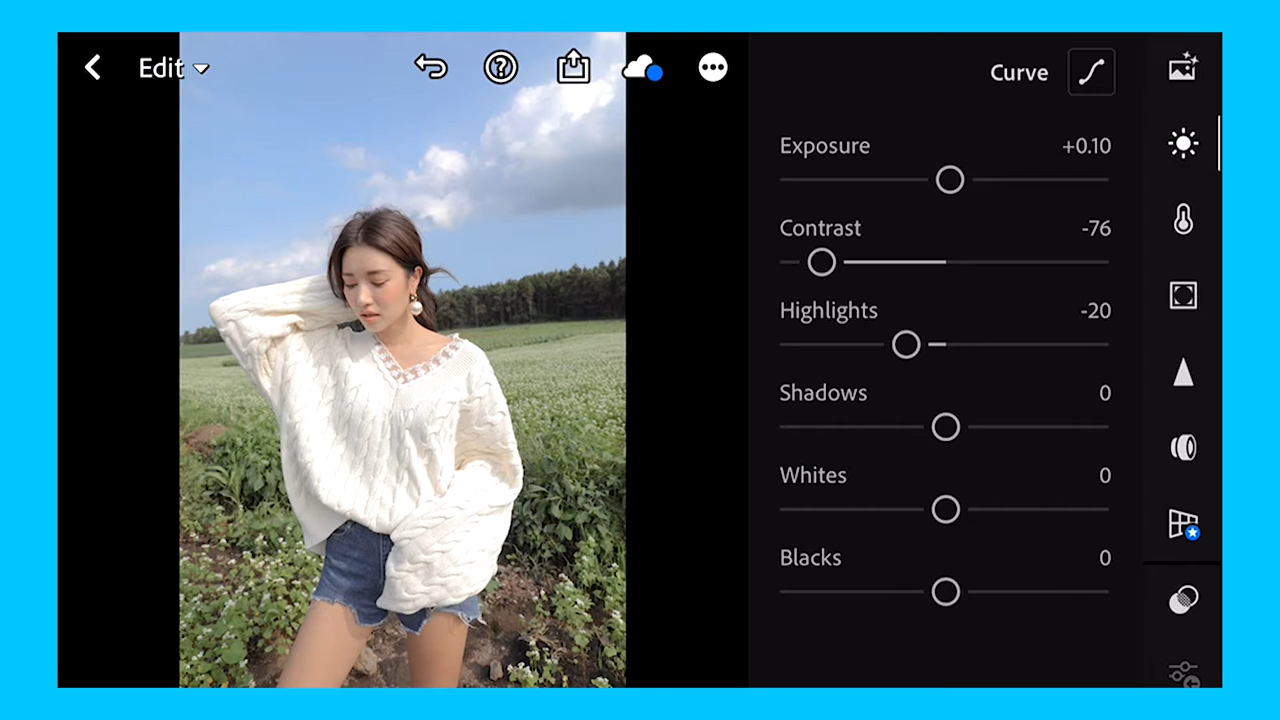 Edit
Curve
Exposure +0.10
Contrast -76
Highlights -20
Shadows 0
Whites 0
Blacks 0